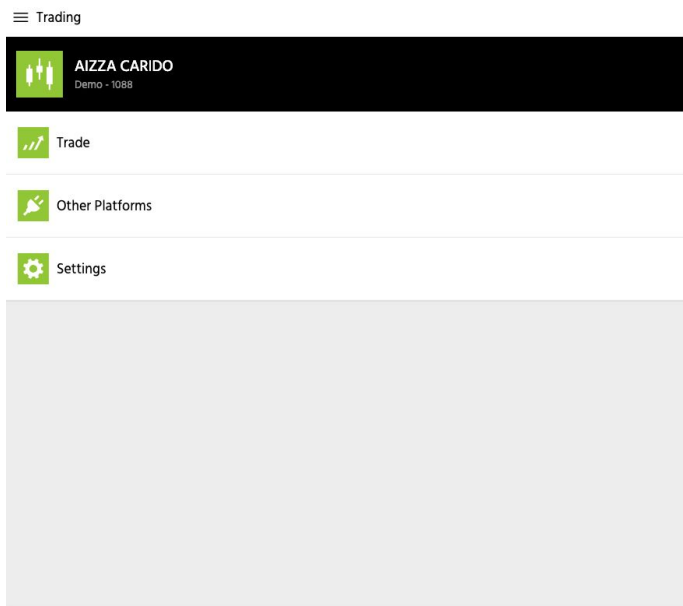 Trading
AIZZA CARIDO
Demo - 1088
Trade
Other Platforms
Settings